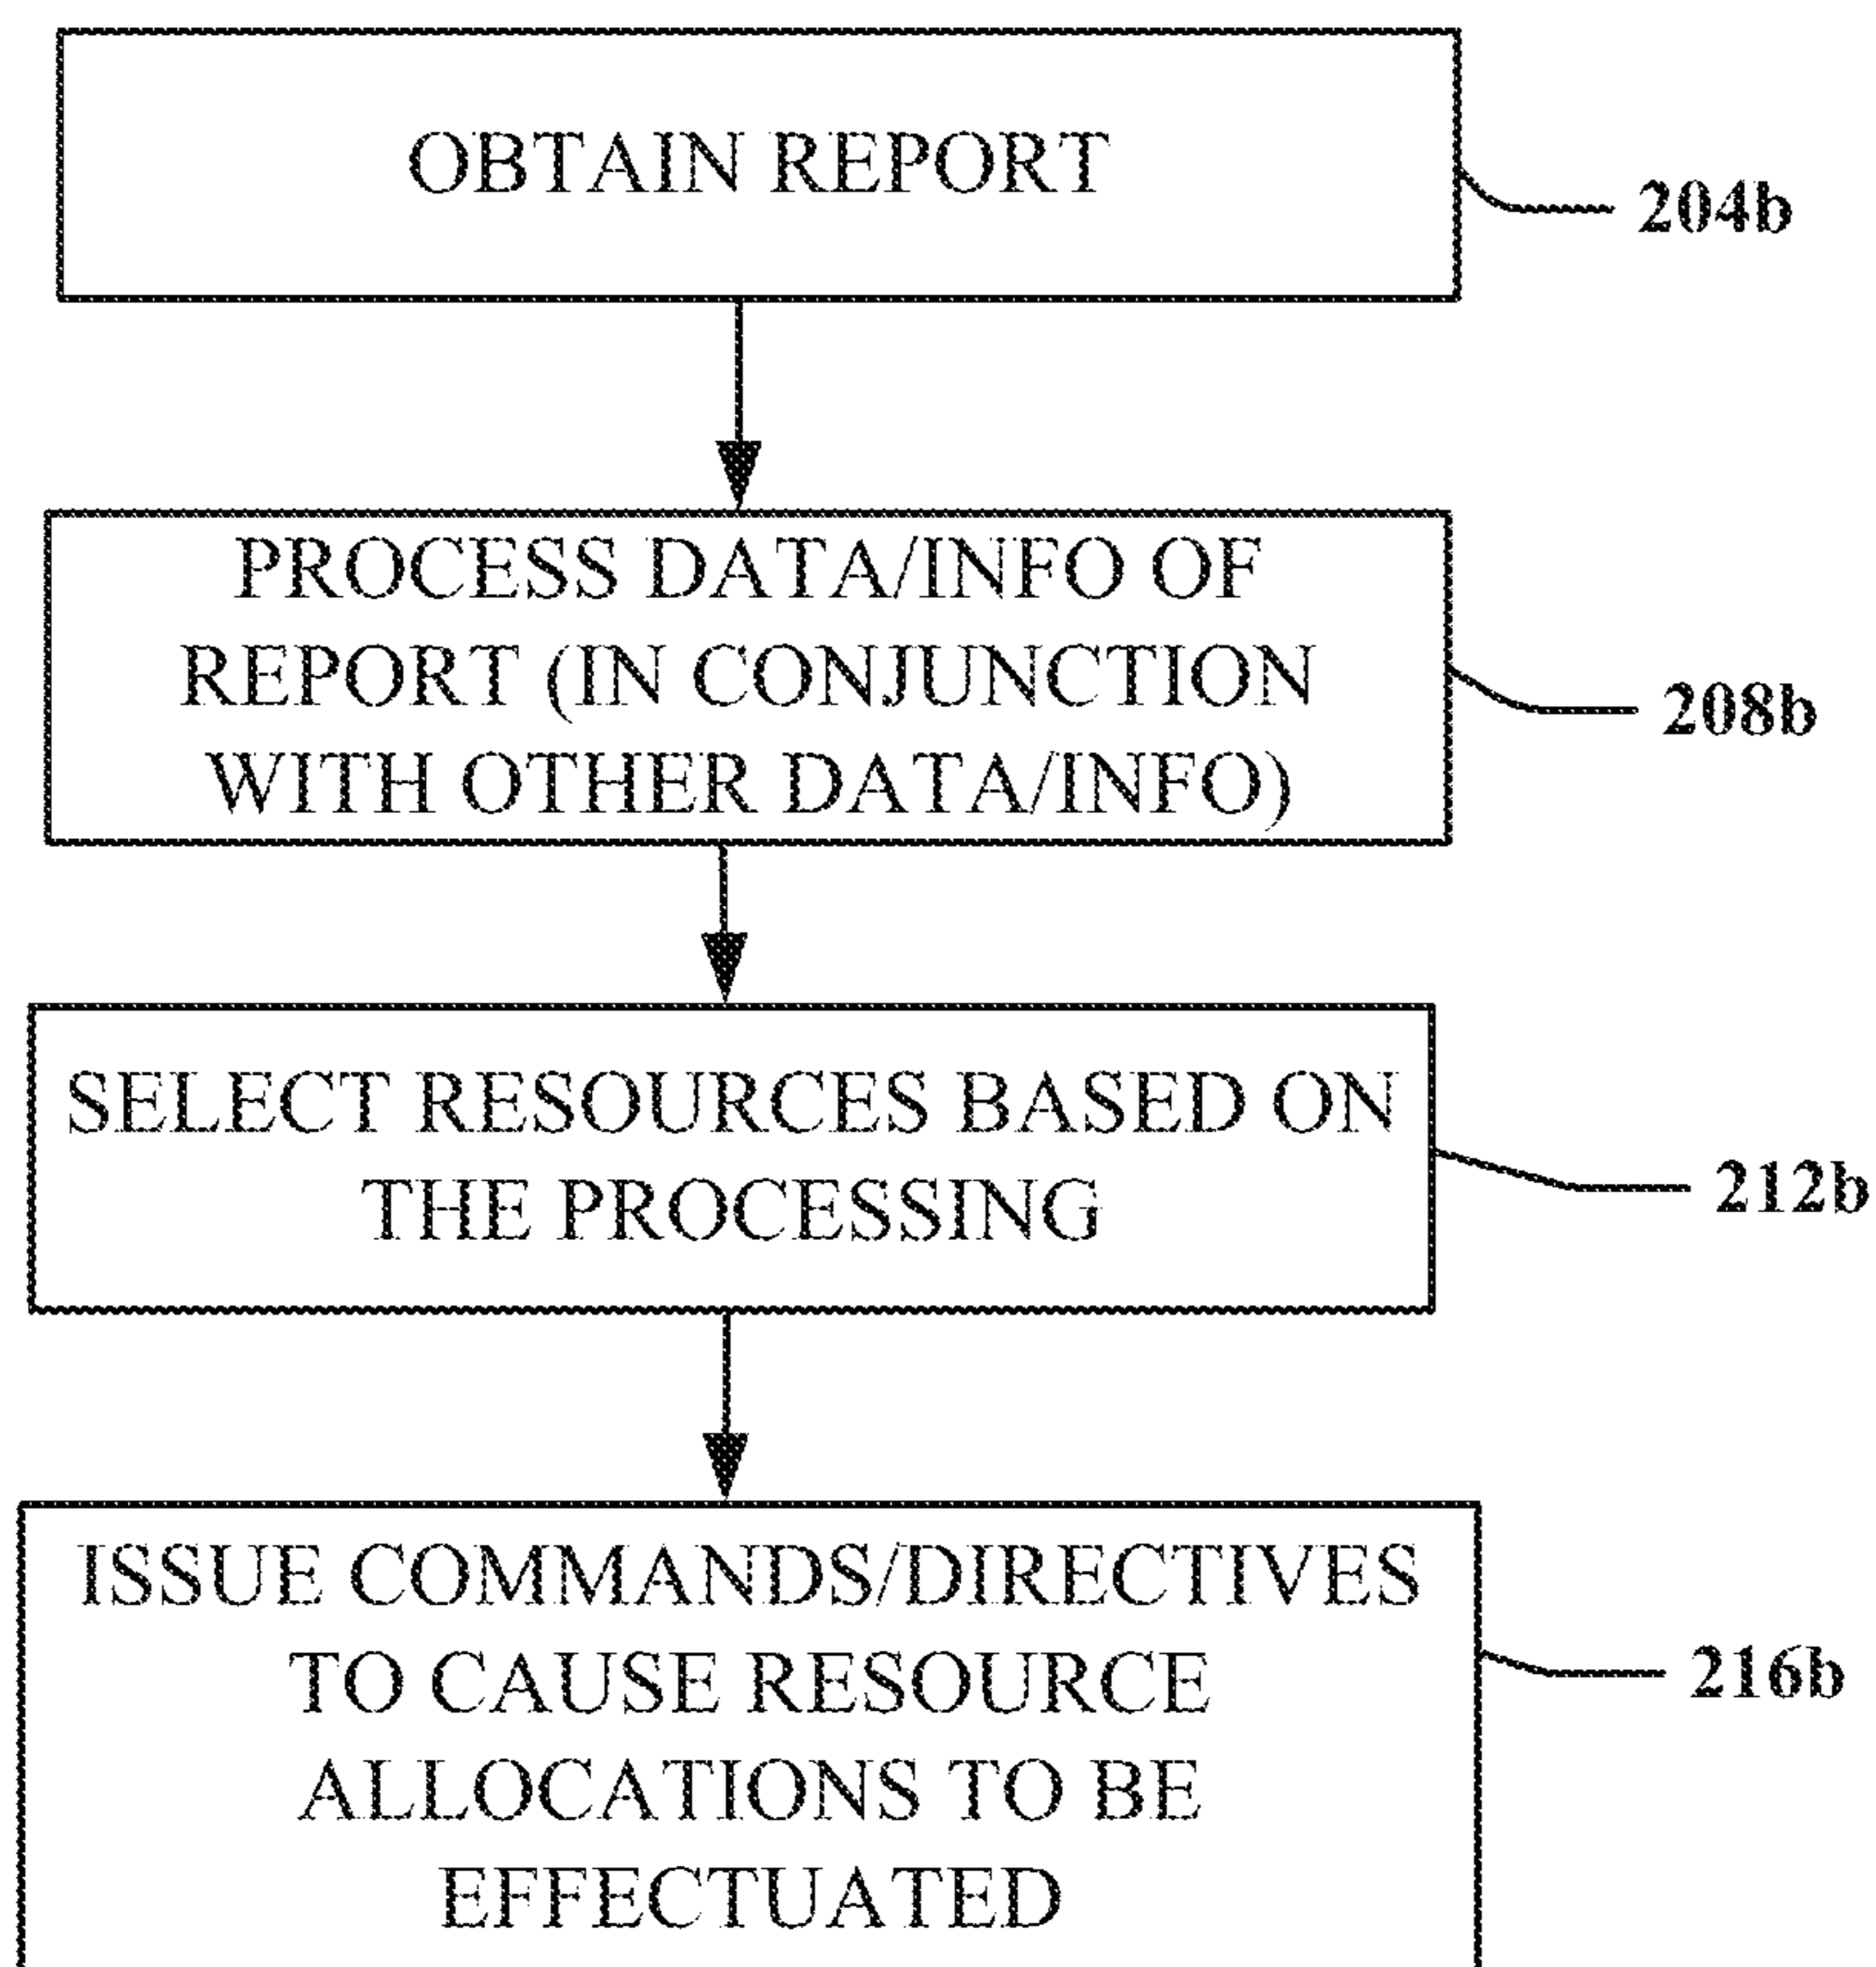 OBTAIN REPORT
204b
PROCESS DATA/INFO OF
REPORT (IN CONJUNCTION
WITH OTHER DATA/INFO)
208b
SELECT RESOURCES BASED ON
THE PROCESSING
212b
ISSUE COMMANDS/DIRECTIVES
TO CAUSE RESOURCE
ALLOCATIONS TO BE
EFFECTUATED
216b